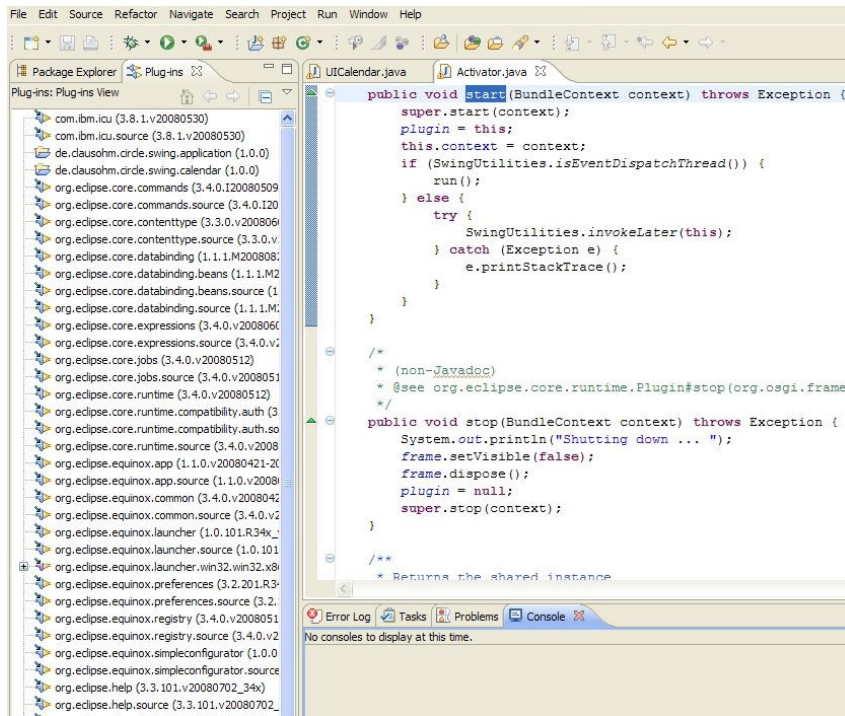 File Edit Source Refactor Navigate Search Project Run Window Help
Package Explorer Plug-ins
Plug-ins: Plug-ins View
com.ibm.icu (3.8.1.v20080530)
com.ibm.icu.source (3.8.1.v20080530)
de.clausohm.circle.swing.application (1.0.0)
de.clausohm.circle.swing.calendar (1.0.0)
org.eclipse.core.commands (3.4.0.I20080509
org.eclipse.core.commands.source (3.4.0.I20
org.eclipse.core.contenttype (3.3.0.v2008060
org.eclipse.core.contenttype.source (3.3.0.v
org.eclipse.core.databinding (1.1.1.M2008082
org.eclipse.core.databinding.beans (1.1.1.M2
org.eclipse.core.databinding.beans.source (1
org.eclipse.core.databinding.source (1.1.1.M2
org.eclipse.core.expressions (3.4.0.v2008060
org.eclipse.core.expressions.source (3.4.0.v2
org.eclipse.core.jobs (3.4.0.v20080512)
org.eclipse.core.jobs.source (3.4.0.v2008051
org.eclipse.core.runtime (3.4.0.v20080512)
org.eclipse.core.runtime.compatibility.auth (3
org.eclipse.core.runtime.compatibility.auth.so
org.eclipse.core.runtime.source (3.4.0.v2008
org.eclipse.equinox.app (1.1.0.v20080421-20
org.eclipse.equinox.app.source (1.1.0.v20080
org.eclipse.equinox.common (3.4.0.v2008042
org.eclipse.equinox.common.source (3.4.0.v2
org.eclipse.equinox.launcher (1.0.101.R34x_
org.eclipse.equinox.launcher.source (1.0.101
org.eclipse.equinox.launcher.win32.win32.x8
org.eclipse.equinox.preferences (3.2.201.R34
org.eclipse.equinox.preferences.source (3.2.
org.eclipse.equinox.registry (3.4.0.v2008051
org.eclipse.equinox.registry.source (3.4.0.v2
org.eclipse.equinox.simpleconfigurator (1.0.0
org.eclipse.equinox.simpleconfigurator.source
org.eclipse.help (3.3.101.v20080702_34x)
org.eclipse.help.source (3.3.101.v20080702_
UICalendar.java Activator.java
public void start(BundleContext context) throws Exception {
super.start(context);
plugin = this;
this.context = context;
if (SwingUtilities.isEventDispatchThread()) {
run();
} else {
try {
SwingUtilities.invokeLater(this);
} catch (Exception e) {
e.printStackTrace();
}
}
}
/*
* (non-Javadoc)
* @see org.eclipse.core.runtime.Plugin#stop(org.osgi.frame
*/
public void stop(BundleContext context) throws Exception {
System.out.println("Shutting down ... ");
frame.setVisible(false);
frame.dispose();
plugin = null;
super.stop(context);
}
/**
* Returns the shared instance
Error Log Tasks Problems Console
No consoles to display at this time.